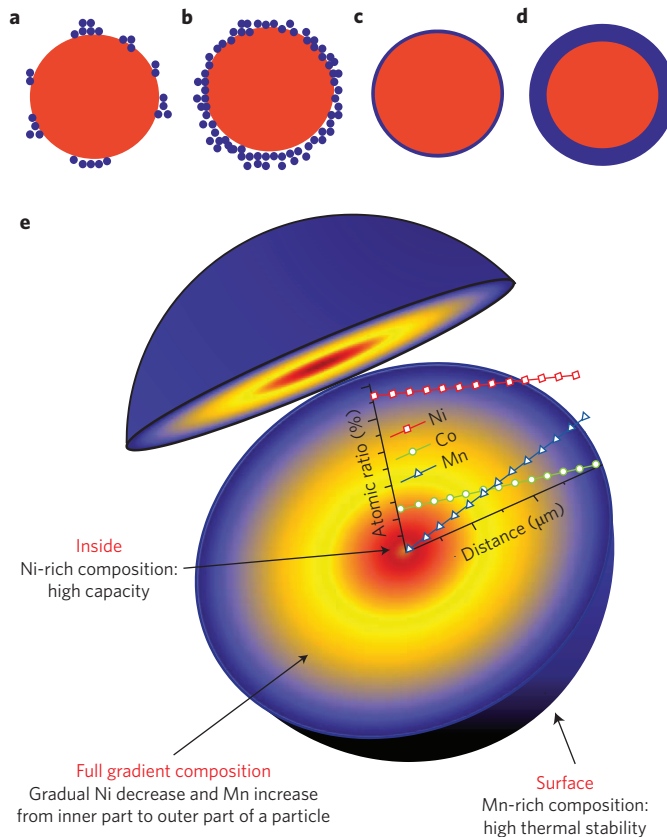 a
b
c
d
e
Ni
Co
Mn
Atomic ratio (%)
Distance (μm)
Inside
Ni-rich composition:
high capacity
Full gradient composition
Gradual Ni decrease and Mn increase
from inner part to outer part of a particle
Surface
Mn-rich composition:
high thermal stability